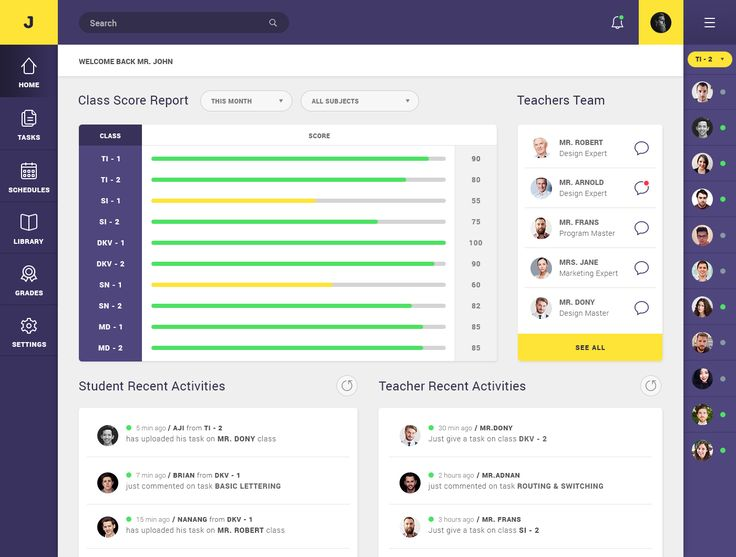 J
Search
HOME
TASKS
SCHEDULES
LIBRARY
GRADES
SETTINGS
WELCOME BACK MR. JOHN
Class Score Report
THIS MONTH
ALL SUBJECTS
CLASS SCORE
TI - 1 90
TI - 2 80
SI - 1 55
SI - 2 75
DKV - 1 100
DKV - 2 90
SN - 1 60
SN - 2 82
MD - 1 85
MD - 2 85
Teachers Team
MR. ROBERT
Design Expert
MR. ARNOLD
Design Expert
MR. FRANS
Program Master
MRS. JANE
Marketing Expert
MR. DONY
Design Master
SEE ALL
Student Recent Activities
5 min ago / AJI from TI - 2
has uploaded his task on MR. DONY class
7 min ago / BRIAN from DKV - 1
just commented on task BASIC LETTERING
15 min ago / NANANG from DKV - 1
has uploaded his task on MR. ROBERT class
Teacher Recent Activities
30 min ago / MR.DONY
Just give a task on class DKV - 2
2 hours ago / MR.ADNAN
just commented on task ROUTING & SWITCHING
3 hours ago / MR. FRANS
Just give a task on class SI - 2
TI - 2